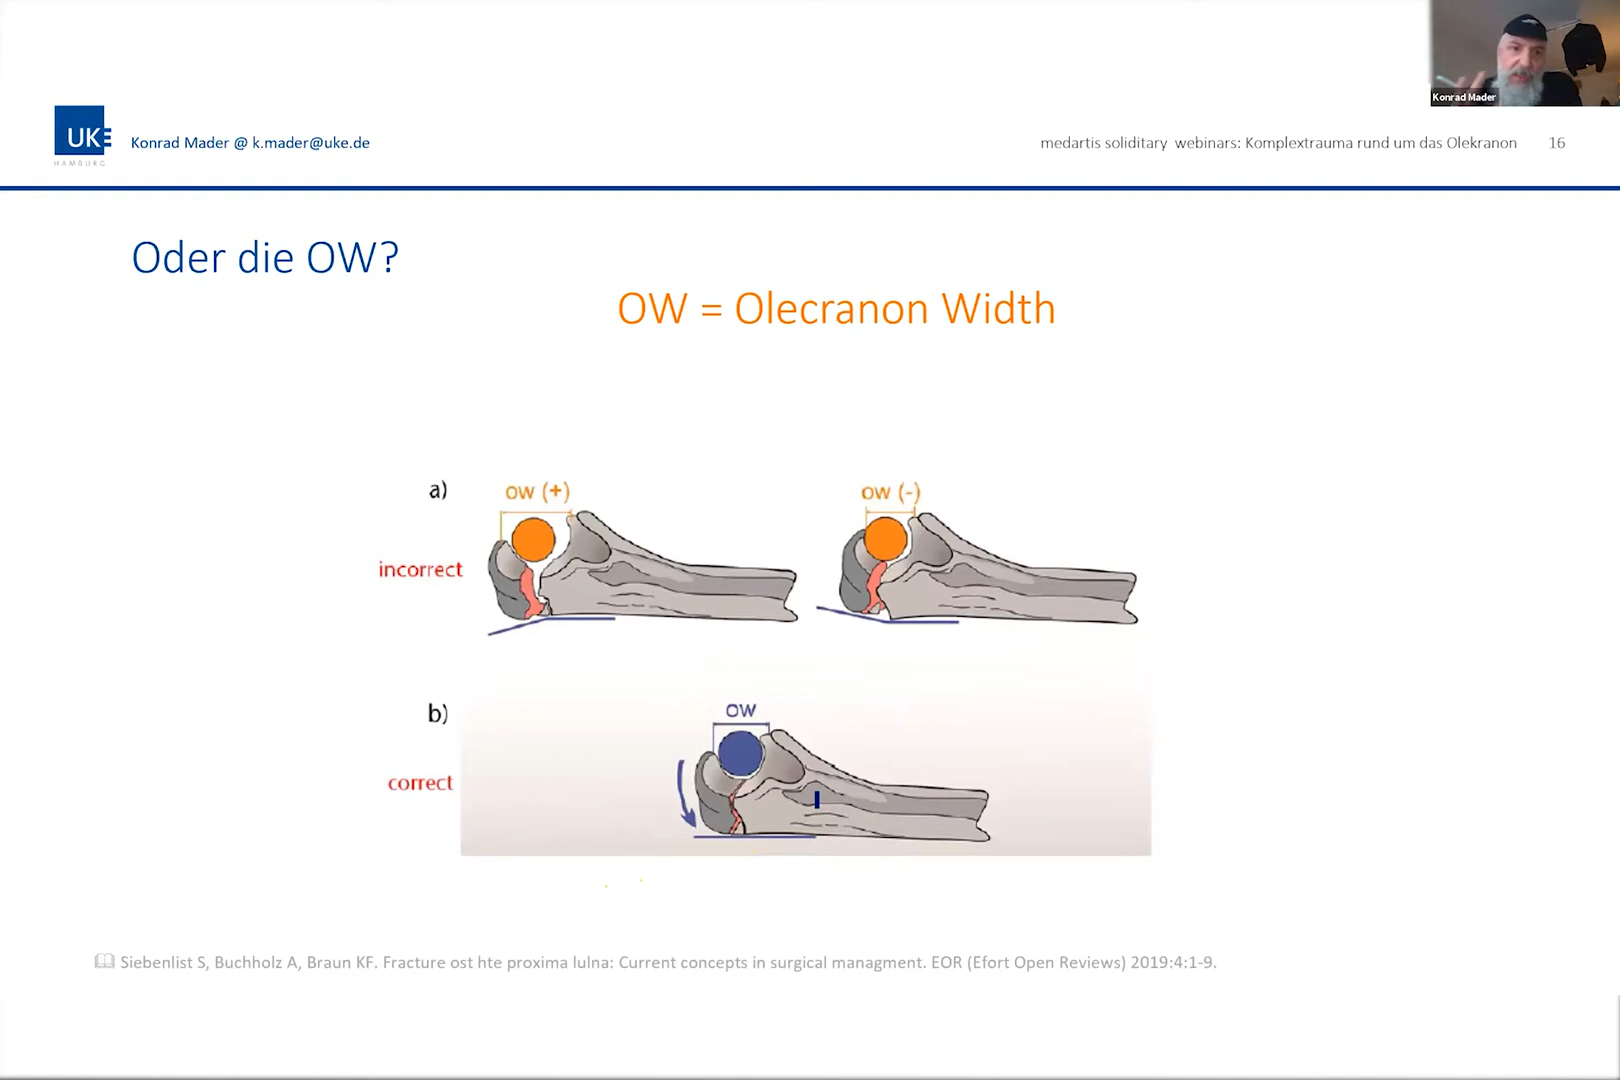 Konrad Mader
UKE
HAMBURG
Konrad Mader @ k.mader@uke.de
medartis soliditary webinars: Komplextrauma rund um das Olekranon 16
Oder die OW?
OW = Olecranon Width
a)
OW (+)
OW (-)
incorrect
b)
OW
correct
Siebenlist S, Buchholz A, Braun KF. Fracture ost hte proxima lulna: Current concepts in surgical managment. EOR (Efort Open Reviews) 2019:4:1-9.